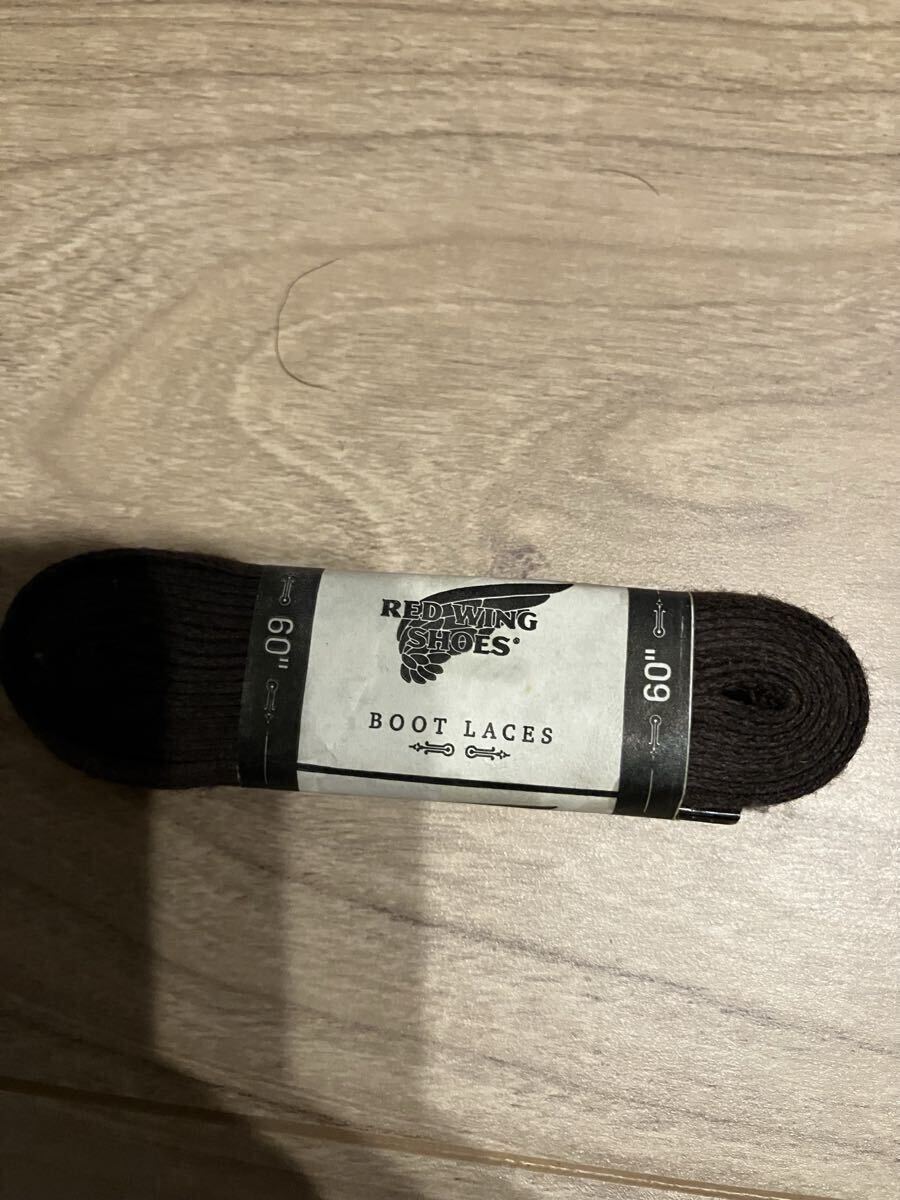 60"
RED WING
SHOES®
BOOT LACES
60"